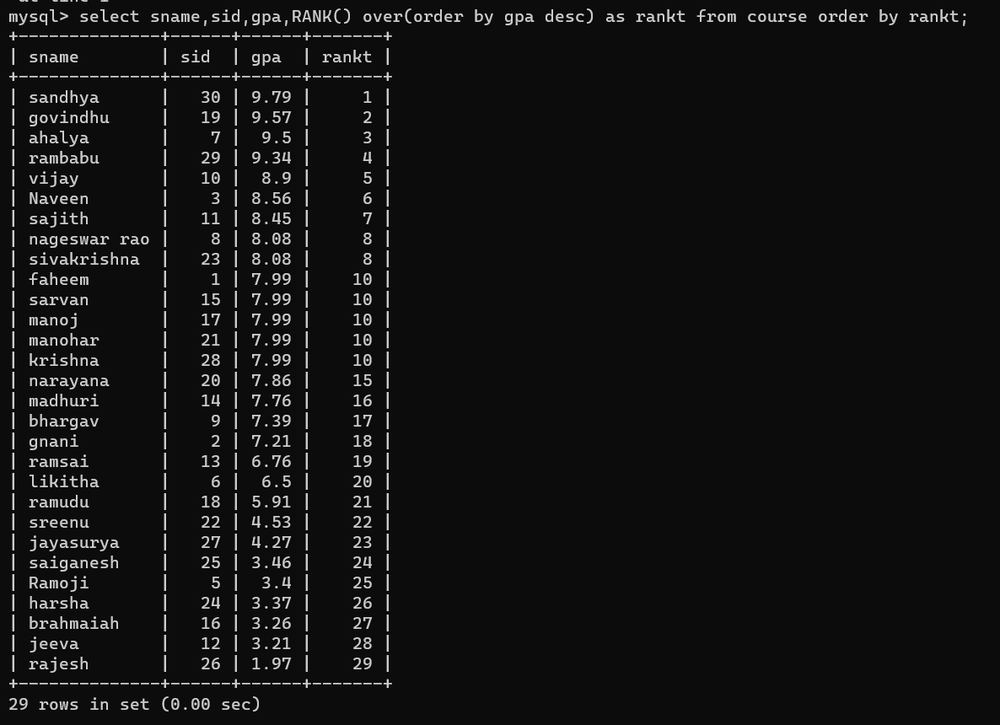 mysql> select sname,sid,gpa,RANK() over(order by gpa desc) as rankt from course order by rankt;
+--------------+------+------+-------+
| sname        | sid  | gpa  | rankt |
+--------------+------+------+-------+
| sandhya      |   30 | 9.79 |     1 |
| govindhu     |   19 | 9.57 |     2 |
| ahalya       |    7 |  9.5 |     3 |
| rambabu      |   29 | 9.34 |     4 |
| vijay        |   10 |  8.9 |     5 |
| Naveen       |    3 | 8.56 |     6 |
| sajith       |   11 | 8.45 |     7 |
| nageswar rao |    8 | 8.08 |     8 |
| sivakrishna  |   23 | 8.08 |     8 |
| faheem       |    1 | 7.99 |    10 |
| sarvan       |   15 | 7.99 |    10 |
| manoj        |   17 | 7.99 |    10 |
| manohar      |   21 | 7.99 |    10 |
| krishna      |   28 | 7.99 |    10 |
| narayana     |   20 | 7.86 |    15 |
| madhuri      |   14 | 7.76 |    16 |
| bhargav      |    9 | 7.39 |    17 |
| gnani        |    2 | 7.21 |    18 |
| ramsai       |   13 | 6.76 |    19 |
| likitha      |    6 |  6.5 |    20 |
| ramudu       |   18 | 5.91 |    21 |
| sreenu       |   22 | 4.53 |    22 |
| jayasurya    |   27 | 4.27 |    23 |
| saiganesh    |   25 | 3.46 |    24 |
| Ramoji       |    5 |  3.4 |    25 |
| harsha       |   24 | 3.37 |    26 |
| brahmaiah    |   16 | 3.26 |    27 |
| jeeva        |   12 | 3.21 |    28 |
| rajesh       |   26 | 1.97 |    29 |
+--------------+------+------+-------+
29 rows in set (0.00 sec)